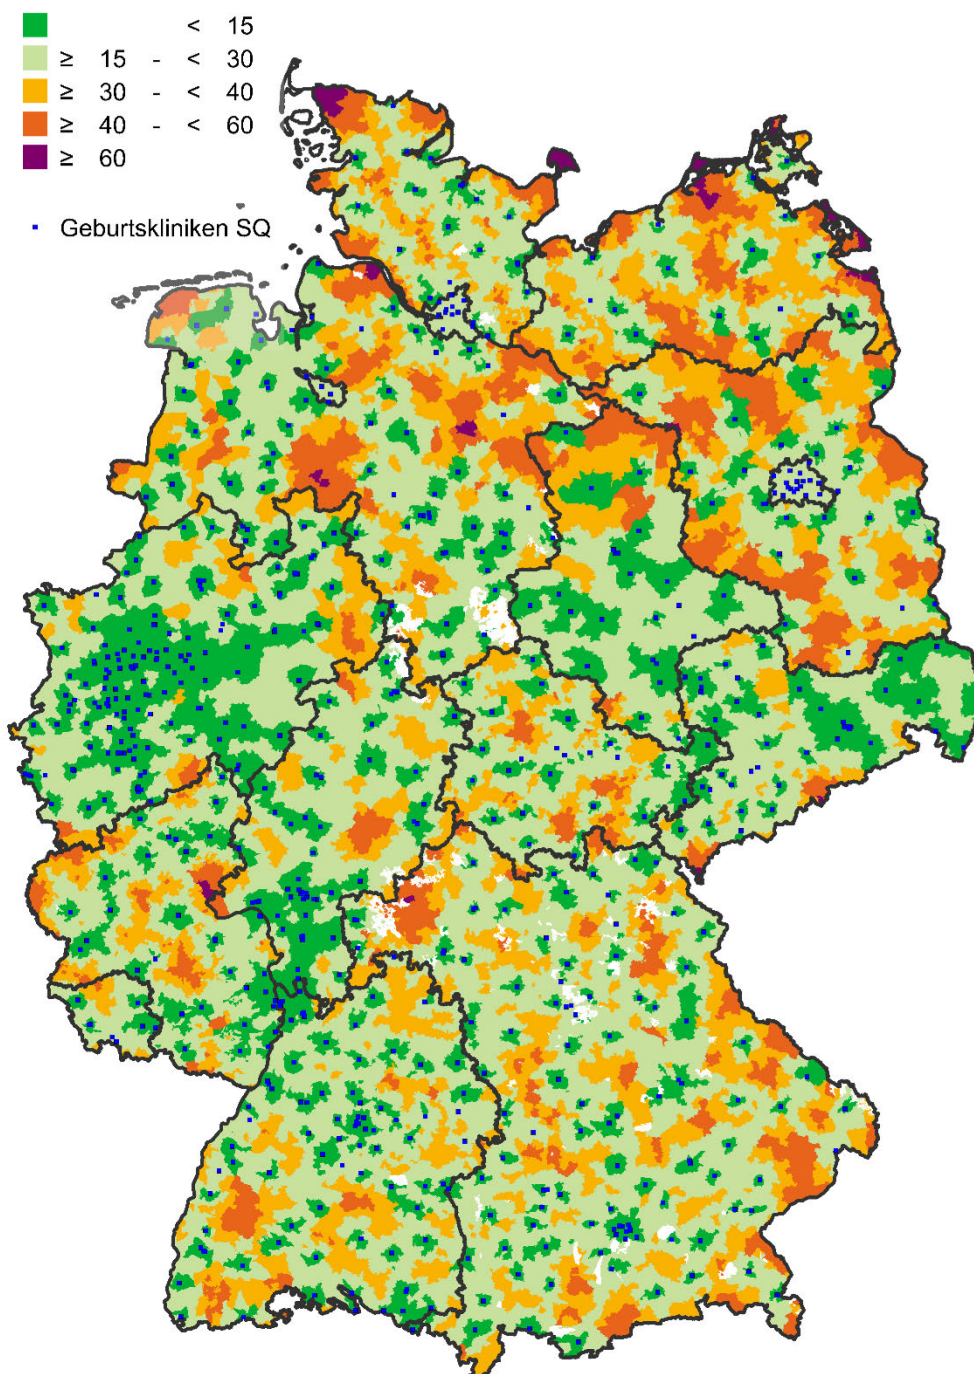 < 15
≥ 15 - < 30
≥ 30 - < 40
≥ 40 - < 60
≥ 60
Geburtskliniken SQ